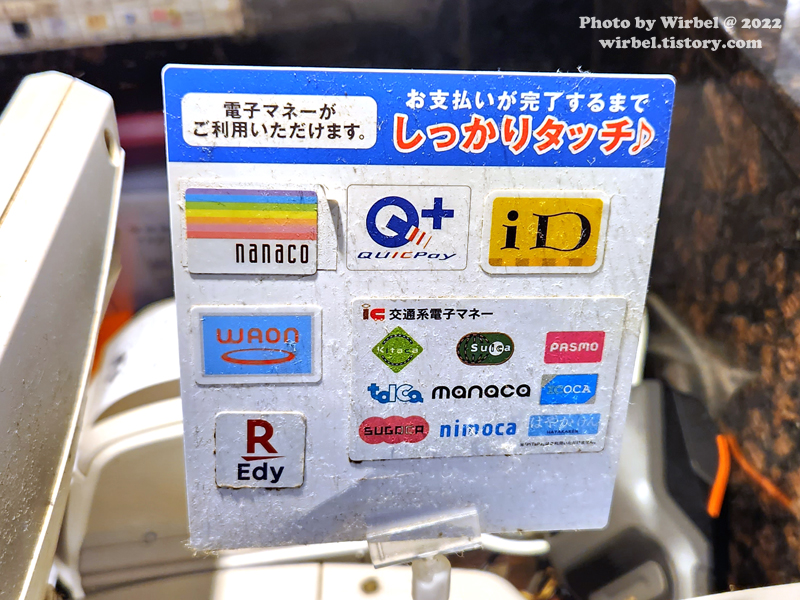 Photo by Wirbel @ 2022
wirbel.tistory.com
電子マネーが
ご利用いただけます。
お支払いが完了するまで
しっかりタッチ♪
nanaco
Q+
QUICPay
iD
WAON
IC 交通系電子マネー
Kitaca
Suica
PASMO
toica
manaca
ICOCA
SUGOCA
nimoca
はやかけん
HAYAKAKEN
R
Edy